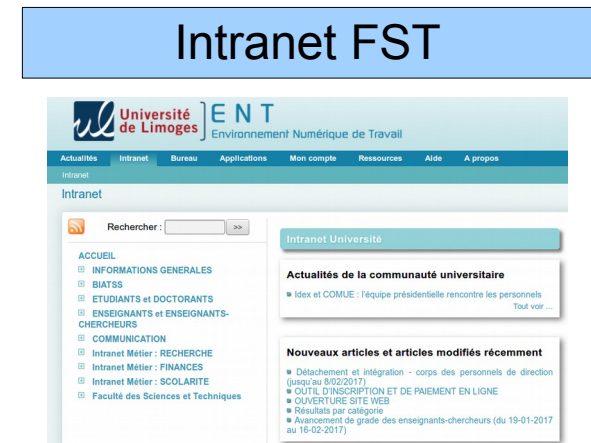 Intranet FST
Université
de Limoges
ENT
Environnement Numérique de Travail
Actualités Intranet Bureau Applications Mon compte Ressources Aide A propos
Intranet
Intranet
Rechercher : >>
ACCUEIL
INFORMATIONS GENERALES
BIATSS
ETUDIANTS et DOCTORANTS
ENSEIGNANTS et ENSEIGNANTS-
CHERCHEURS
COMMUNICATION
Intranet Métier : RECHERCHE
Intranet Métier : FINANCES
Intranet Métier : SCOLARITE
Faculté des Sciences et Techniques
Intranet Université
Actualités de la communauté universitaire
Idex et COMUE : l'équipe présidentielle rencontre les personnels
Tout voir ...
Nouveaux articles et articles modifiés récemment
Détachement et intégration - corps des personnels de direction
(jusqu'au 8/02/2017)
OUTIL D'INSCRIPTION ET DE PAIEMENT EN LIGNE
OUVERTURE SITE WEB
Résultats par catégorie
Avancement de grade des enseignants-chercheurs (du 19-01-2017
au 16-02-2017)